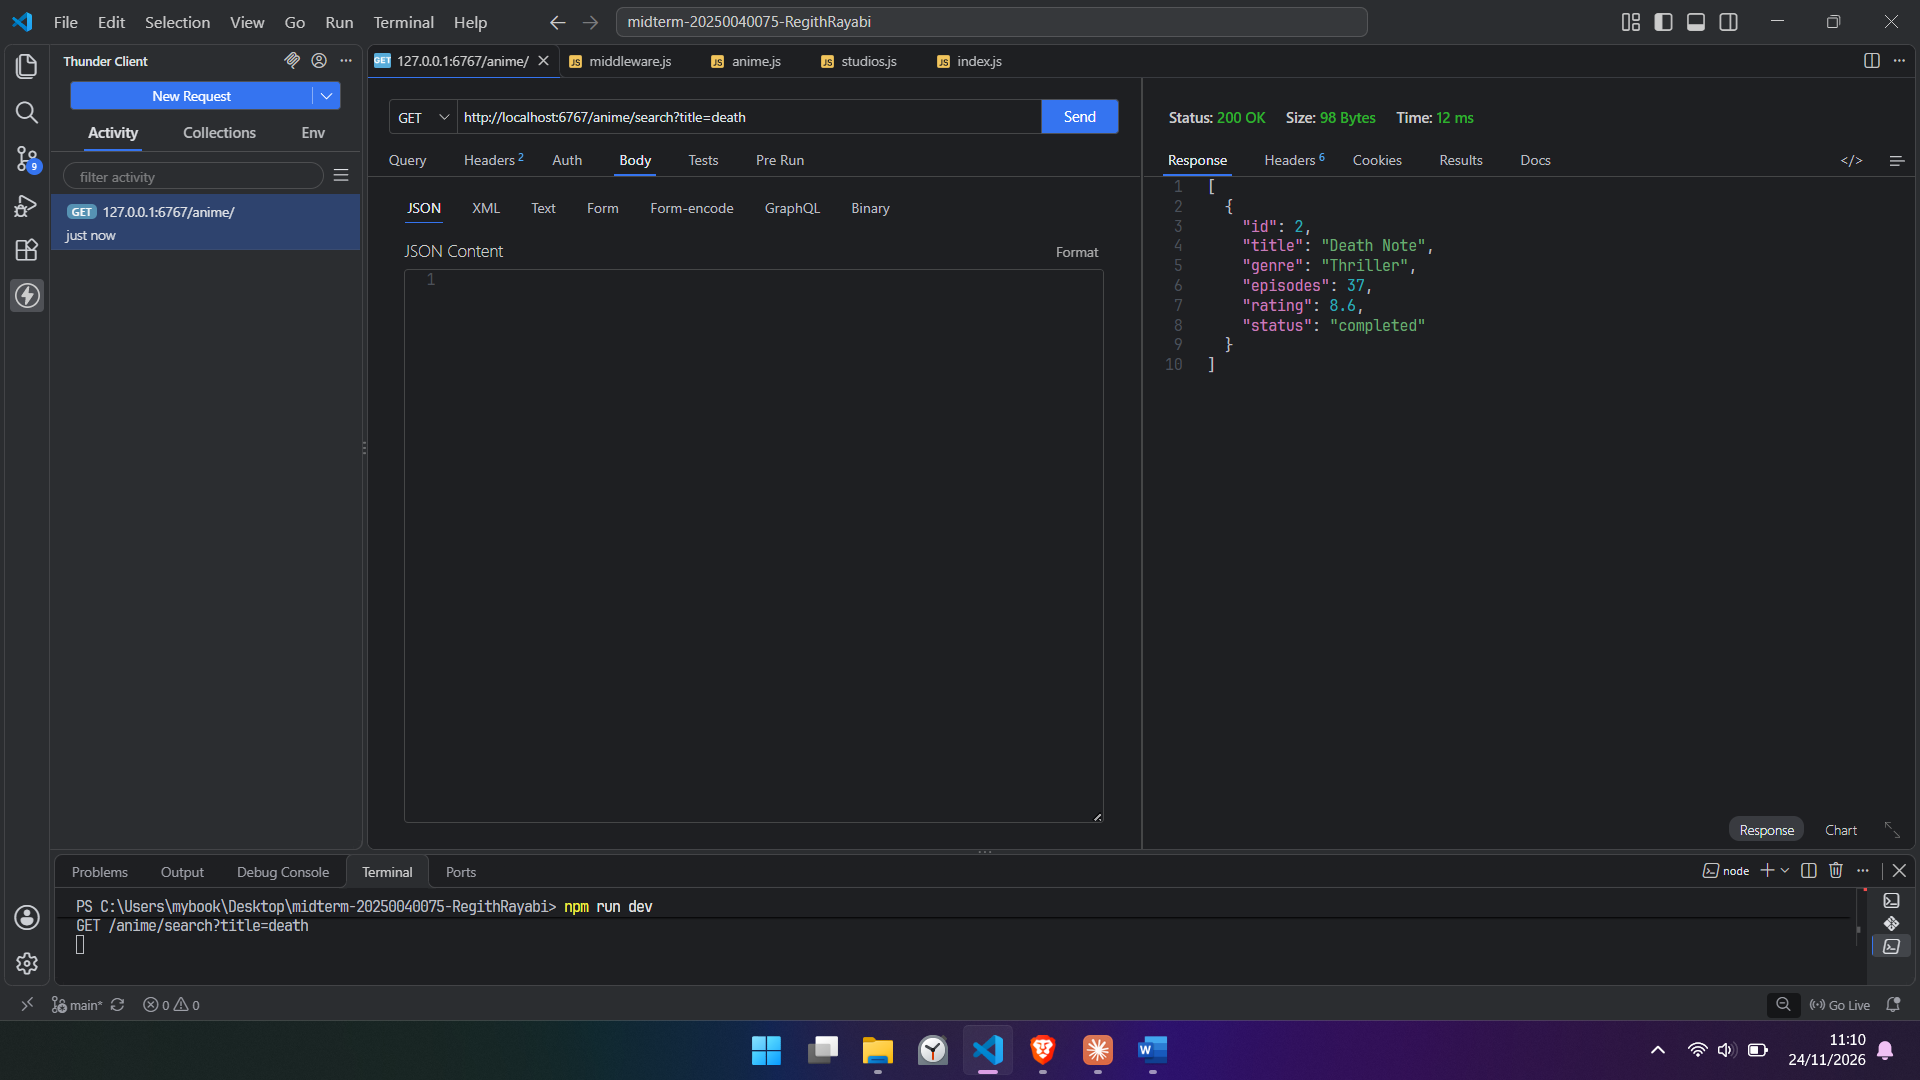 File Edit Selection View Go Run Terminal Help
midterm-20250040075-RegithRayabi
Thunder Client
New Request
Activity Collections Env
filter activity
GET 127.0.0.1:6767/anime/
just now
9
GET 127.0.0.1:6767/anime/
JS middleware.js
JS anime.js
JS studios.js
JS index.js
GET http://localhost:6767/anime/search?title=death Send
Query Headers 2 Auth Body Tests Pre Run
JSON XML Text Form Form-encode GraphQL Binary
JSON Content Format
1
Status: 200 OK Size: 98 Bytes Time: 12 ms
Response Headers 6 Cookies Results Docs </>
1 [
2 {
3 "id": 2,
4 "title": "Death Note",
5 "genre": "Thriller",
6 "episodes": 37,
7 "rating": 8.6,
8 "status": "completed"
9 }
10 ]
Response Chart
Problems Output Debug Console Terminal Ports
node
PS C:\Users\mybook\Desktop\midterm-20250040075-RegithRayabi> npm run dev
GET /anime/search?title=death
main* 0 0
Go Live
W
11:10
24/11/2026